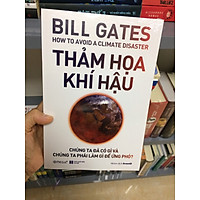 BILL GATES
HOW TO AVOID A CLIMATE DISASTER
THẢM HỌA
KHÍ HẬU
CHÚNG TA ĐÃ CÓ GÌ VÀ
CHÚNG TA PHẢI LÀM GÌ ĐỂ ỨNG PHÓ?